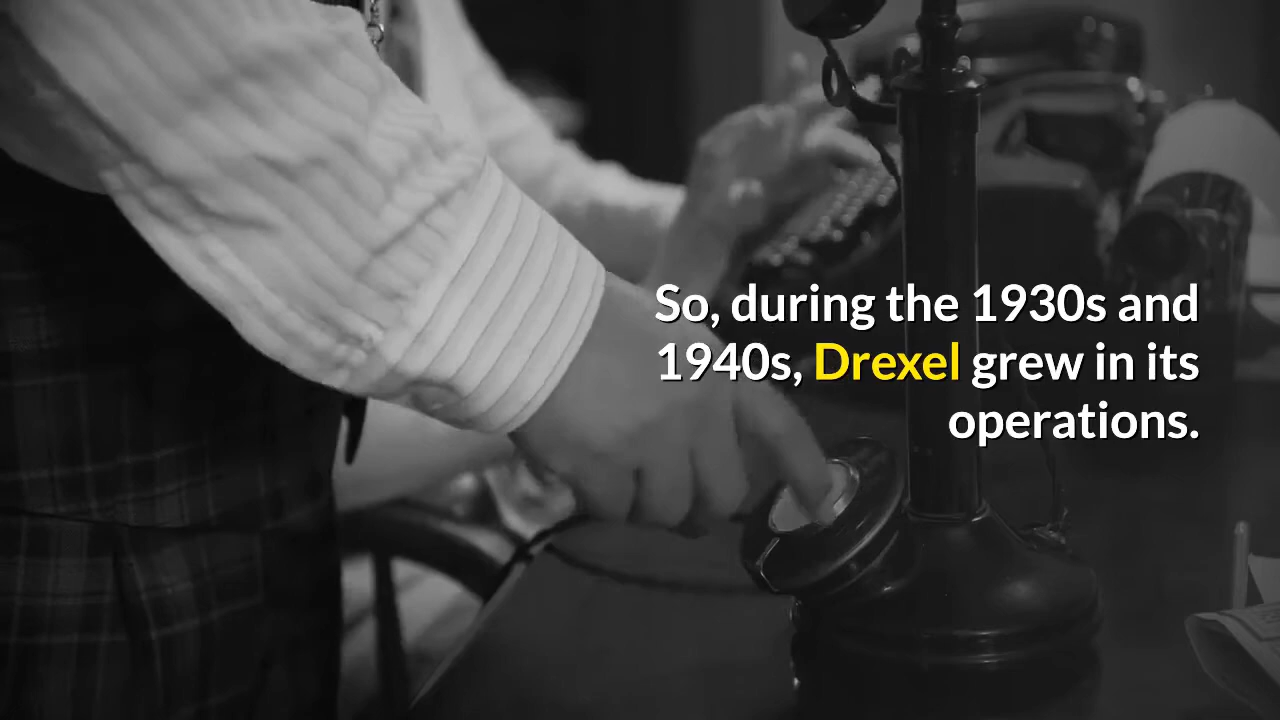 So, during the 1930s and
1940s, Drexel grew in its
operations.